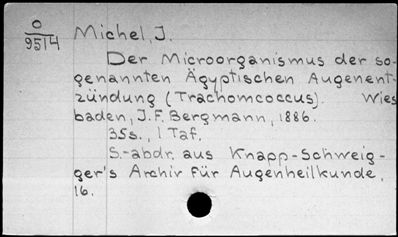 O
9514
Michel, J.
Der Microorganismus der so-
genannten Ägyptischen Augenent-
zündung (Trachomcoccus). Wies
baden, J. F. Bergmann, 1886.
35s., 1 Taf.
S.-abdr. aus Knapp-Schweig-
ger's Archiv für Augenheilkunde,
16.